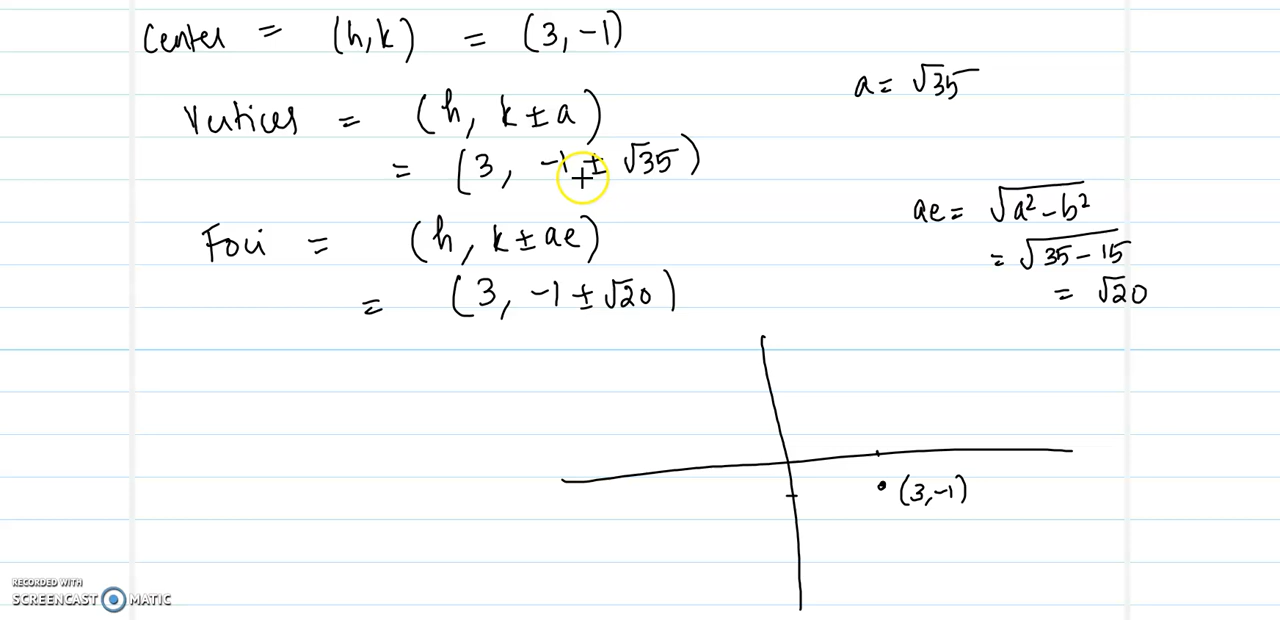 Center = (h,k) = (3,-1)
a = √35
Vertices = (h, k ± a)
= (3, -1 ± √35)
ae = √a² - b²
Foci = (h, k ± ae)
= √35 - 15
= (3, -1 ± √20)
= √20
(3,-1)
RECORDED WITH
SCREENCAST MATIC